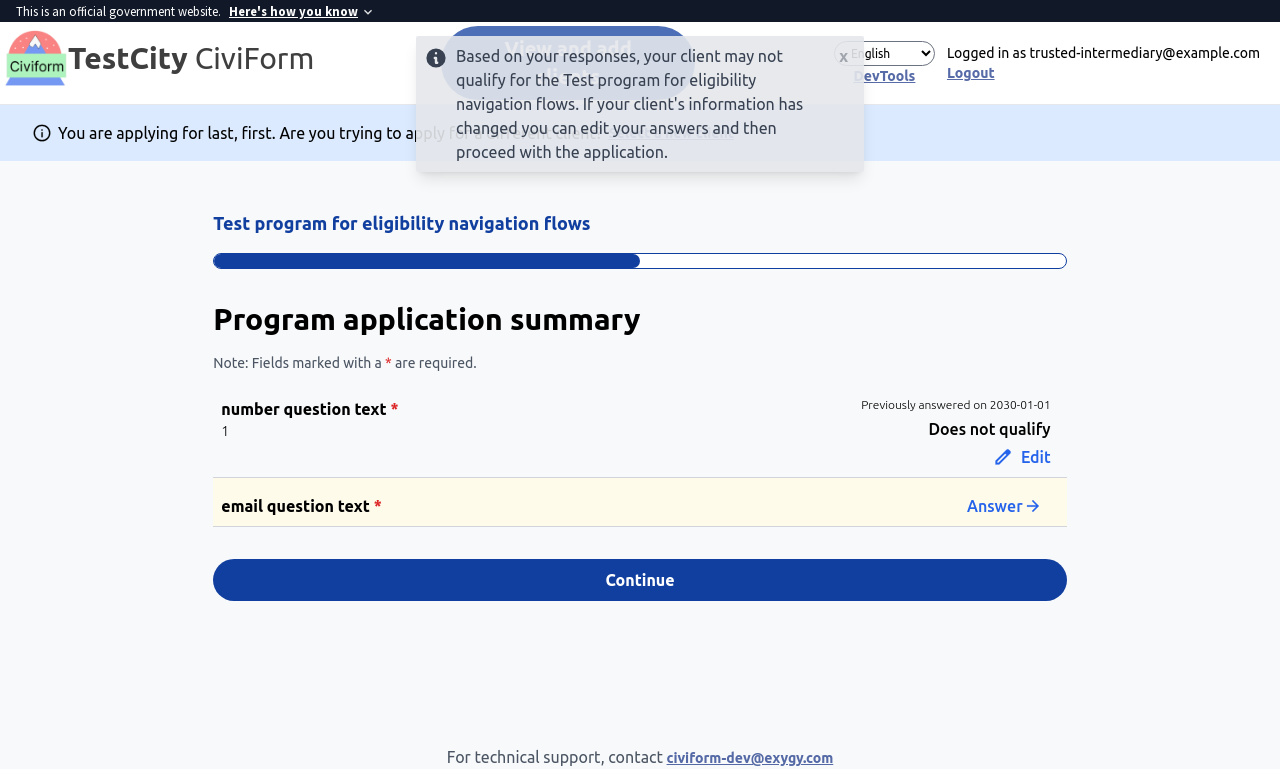 This is an official government website. Here's how you know
Civiform
TestCity CiviForm
View and add
Based on your responses, your client may not
qualify for the Test program for eligibility
navigation flows. If your client's information has
changed you can edit your answers and then
proceed with the application.
x
English
DevTools
Logged in as trusted-intermediary@example.com
Logout
You are applying for last, first. Are you trying to apply for a different client?
Test program for eligibility navigation flows
Program application summary
Note: Fields marked with a * are required.
number question text *
1
Previously answered on 2030-01-01
Does not qualify
Edit
email question text *
Answer
Continue
For technical support, contact civiform-dev@exygy.com